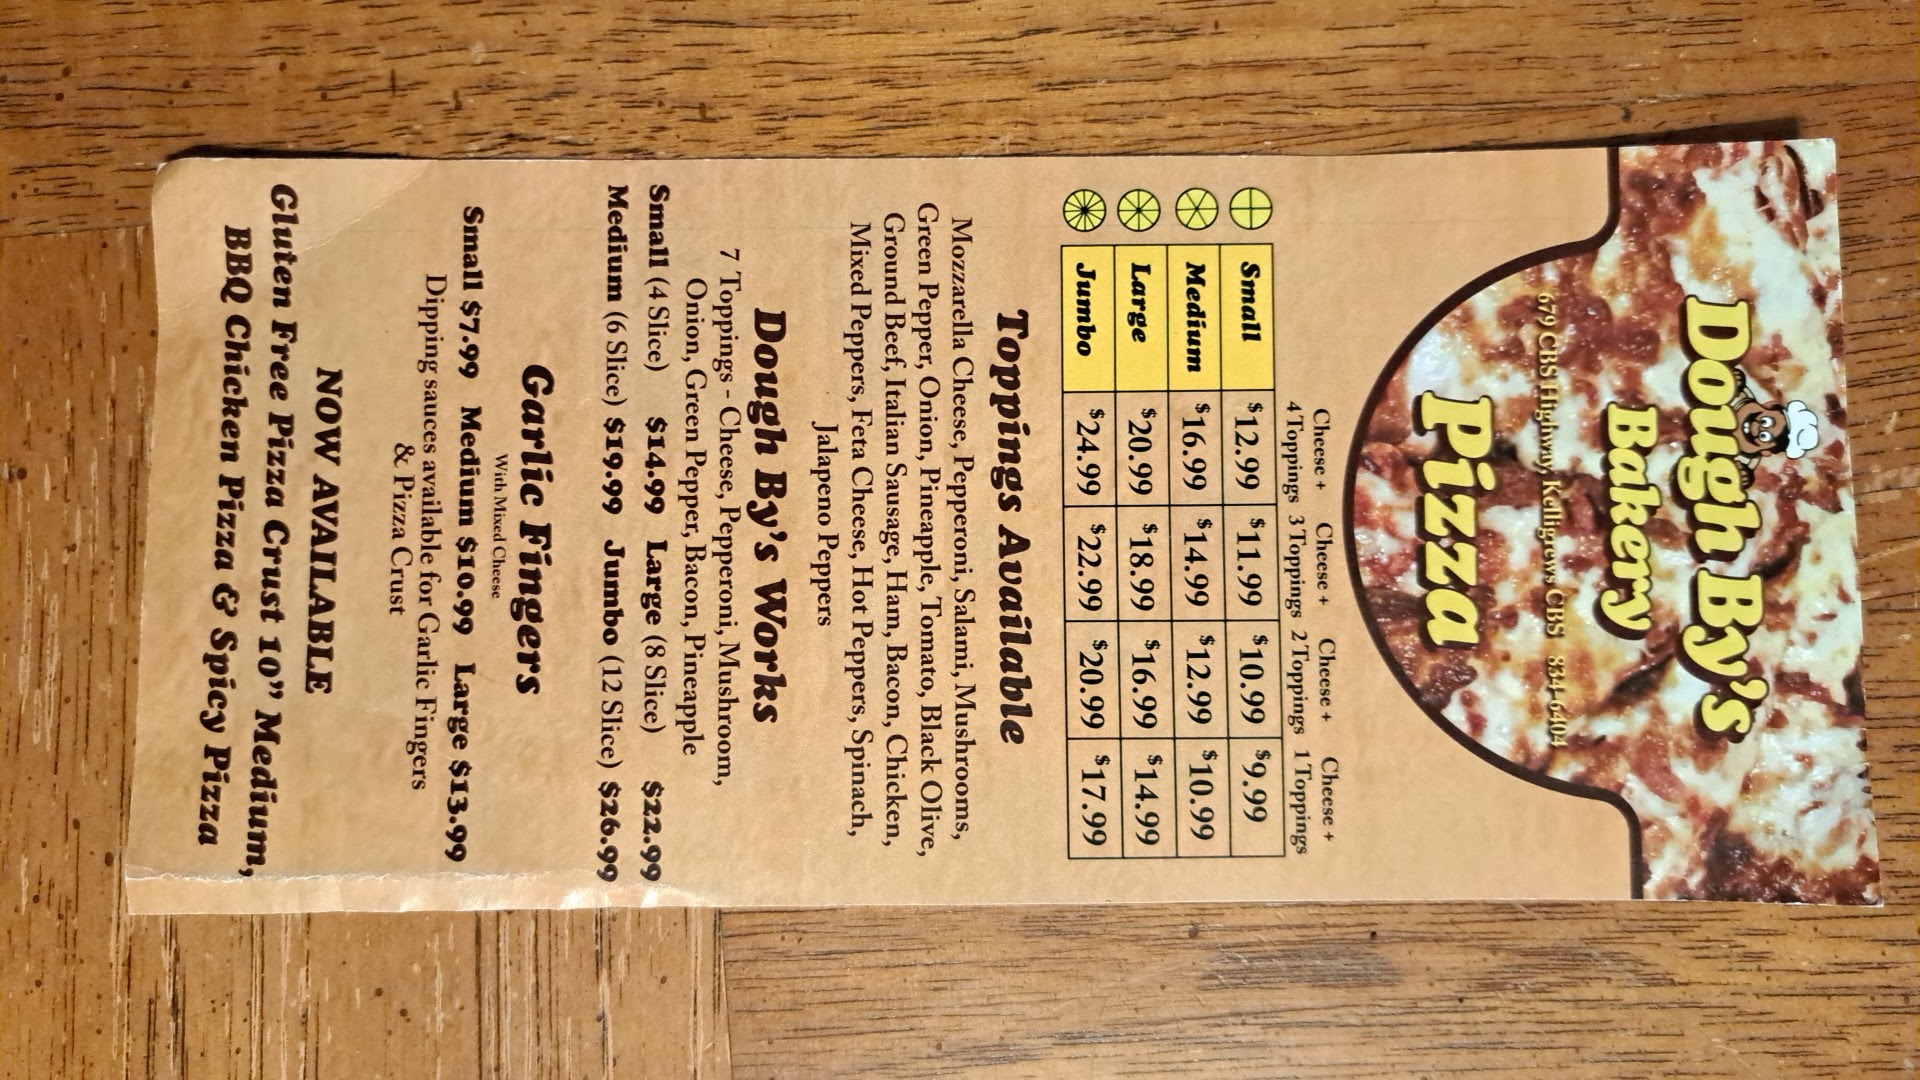 Dough By's
Bakery
679 CBS Highway, Kelligrews CBS 834-6404
Pizza
Cheese + Cheese + Cheese + Cheese +
4 Toppings 3 Toppings 2 Toppings 1 Toppings
Small $12.99 $11.99 $10.99 $9.99
Medium $16.99 $14.99 $12.99 $10.99
Large $20.99 $18.99 $16.99 $14.99
Jumbo $24.99 $22.99 $20.99 $17.99
Toppings Available
Mozzarella Cheese, Pepperoni, Salami, Mushrooms,
Green Pepper, Onion, Pineapple, Tomato, Black Olive,
Ground Beef, Italian Sausage, Ham, Bacon, Chicken,
Mixed Peppers, Feta Cheese, Hot Peppers, Spinach,
Jalapeno Peppers
Dough By's Works
7 Toppings - Cheese, Pepperoni, Mushroom,
Onion, Green Pepper, Bacon, Pineapple
Small (4 Slice) $14.99 Large (8 Slice) $22.99
Medium (6 Slice) $19.99 Jumbo (12 Slice) $26.99
Garlic Fingers
With Mixed Cheese
Small $7.99 Medium $10.99 Large $13.99
Dipping sauces available for Garlic Fingers
& Pizza Crust
NOW AVAILABLE
Gluten Free Pizza Crust 10" Medium,
BBQ Chicken Pizza & Spicy Pizza